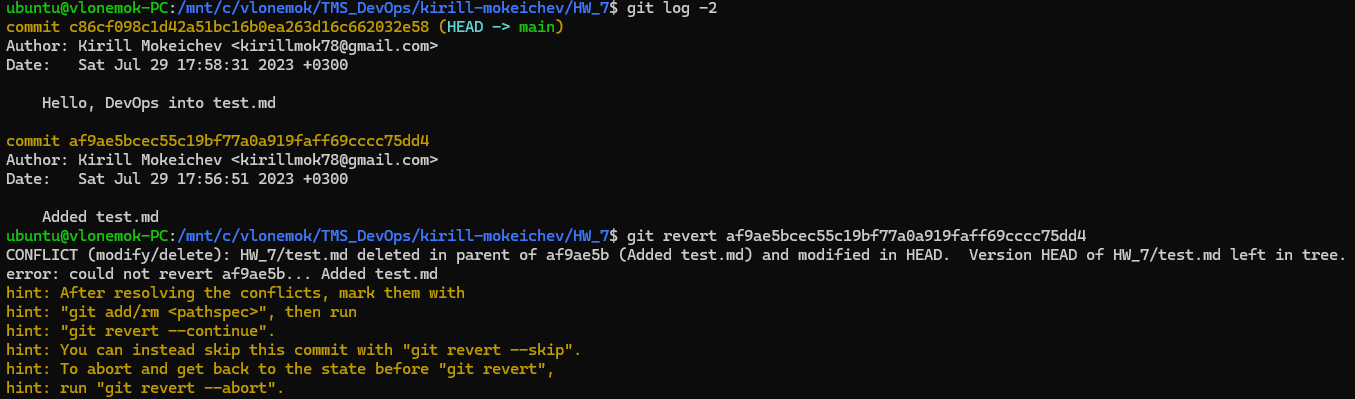 ubuntu@vlonemok-PC:/mnt/c/vlonemok/TMS_DevOps/kirill-mokeichev/HW_7$ git log -2
commit c86cf098c1d42a51bc16b0ea263d16c662032e58 (HEAD -> main)
Author: Kirill Mokeichev <kirillmok78@gmail.com>
Date:   Sat Jul 29 17:58:31 2023 +0300
    Hello, DevOps into test.md
commit af9ae5bcec55c19bf77a0a919faff69cccc75dd4
Author: Kirill Mokeichev <kirillmok78@gmail.com>
Date:   Sat Jul 29 17:56:51 2023 +0300
    Added test.md
ubuntu@vlonemok-PC:/mnt/c/vlonemok/TMS_DevOps/kirill-mokeichev/HW_7$ git revert af9ae5bcec55c19bf77a0a919faff69cccc75dd4
CONFLICT (modify/delete): HW_7/test.md deleted in parent of af9ae5b (Added test.md) and modified in HEAD.  Version HEAD of HW_7/test.md left in tree.
error: could not revert af9ae5b... Added test.md
hint: After resolving the conflicts, mark them with
hint: "git add/rm <pathspec>", then run
hint: "git revert --continue".
hint: You can instead skip this commit with "git revert --skip".
hint: To abort and get back to the state before "git revert",
hint: run "git revert --abort".